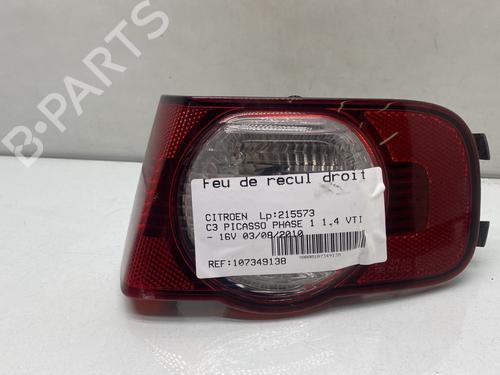 B-PARTS
Feu de recul droit
CITROEN Lp:215573
C3 PICASSO PHASE 1 1.4 VTI
- 16V 03/08/2010
REF:107349138